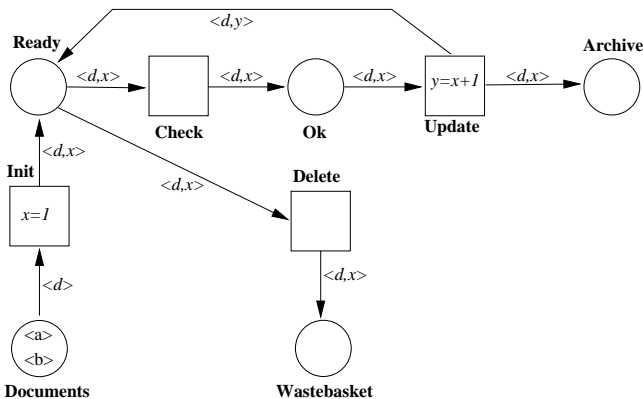 <d,y>
Ready
Archive
<d,x>
<d,x>
<d,x>
y=x+1
<d,x>
Check
Ok
Update
<d,x>
Init
<d,x>
Delete
x=1
<d>
<d,x>
<a>
<b>
Documents
Wastebasket